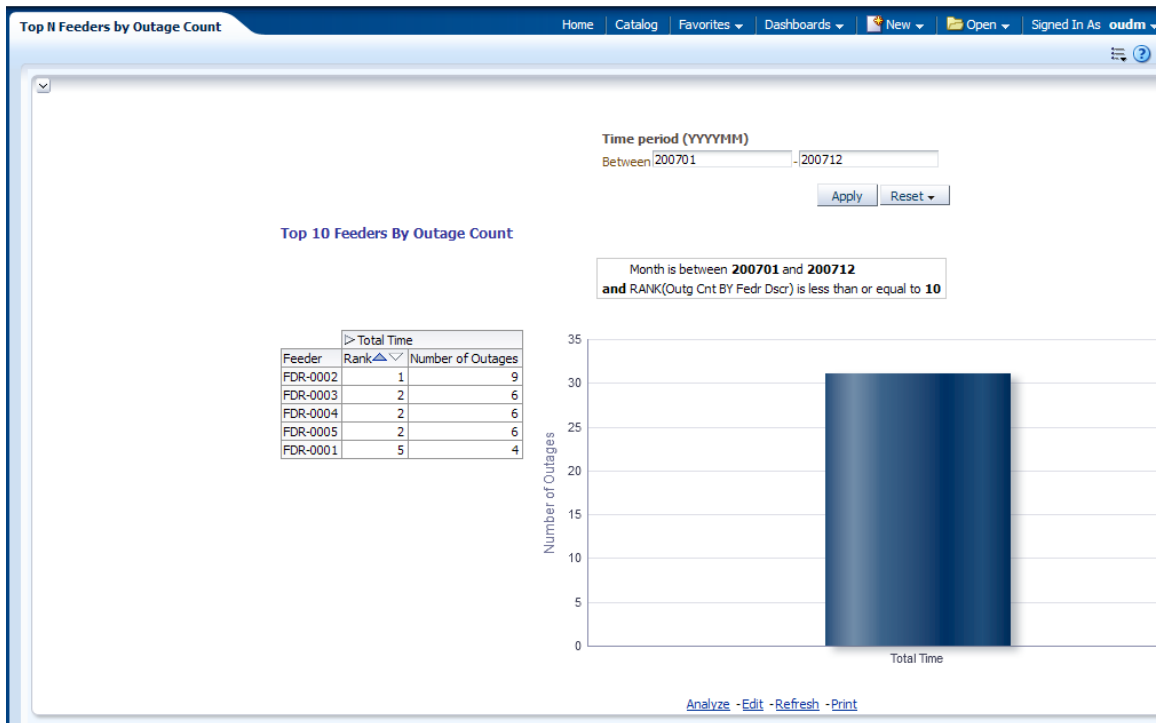 Top N Feeders by Outage Count
Home Catalog Favorites Dashboards New Open Signed In As oudm
Time period (YYYYMM)
Between 200701 - 200712
Apply Reset
Top 10 Feeders By Outage Count
Month is between 200701 and 200712
and RANK(Outg Cnt BY Fedr Dscr) is less than or equal to 10
Total Time
Feeder Rank Number of Outages
FDR-0002 1 9
FDR-0003 2 6
FDR-0004 2 6
FDR-0005 2 6
FDR-0001 5 4
Number of Outages
35
30
25
20
15
10
5
0
Total Time
Analyze - Edit - Refresh - Print